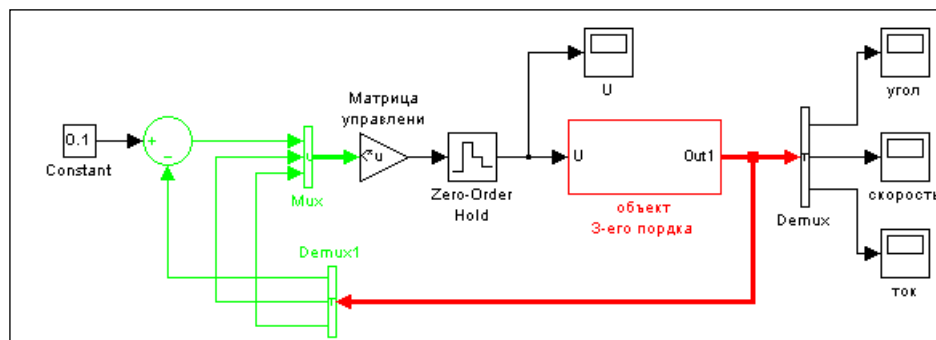 U
угол
Матрица
управлени
0.1
Constant
+
−
Mux
u
Zero-Order
Hold
U
Out1
объект
3-его пордка
Demux
скорость
Demux1
ток